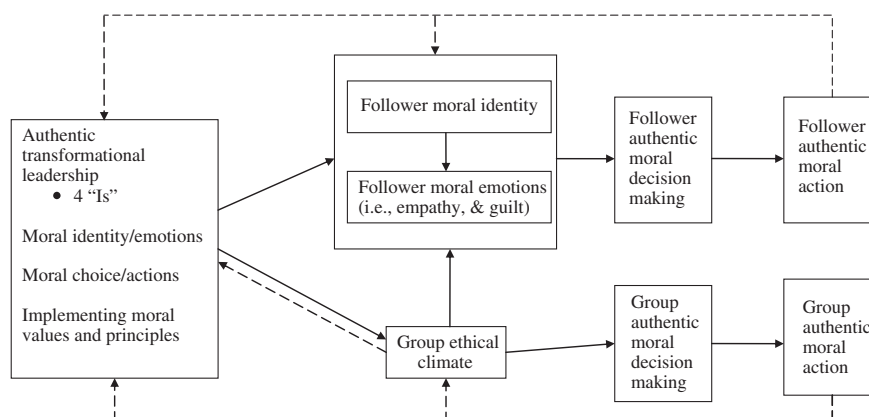 Authentic
transformational
leadership
• 4 “Is”
Moral identity/emotions
Moral choice/actions
Implementing moral
values and principles
Follower moral identity
Follower moral emotions
(i.e., empathy, & guilt)
Follower
authentic
moral
decision
making
Follower
authentic
moral
action
Group ethical
climate
Group
authentic
moral
decision
making
Group
authentic
moral
action